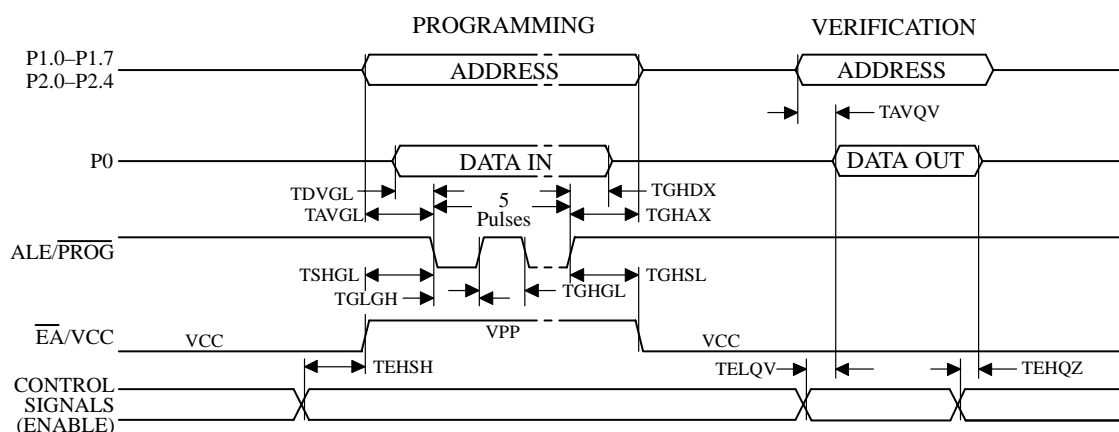 PROGRAMMING
VERIFICATION
P1.0–P1.7
P2.0–P2.4
ADDRESS
ADDRESS
TAVQV
P0
DATA IN
DATA OUT
TDVGL
5
Pulses
TGHDX
TAVGL
TGHAX
ALE/PROG
TSHGL
TGHSL
TGLGH
TGHGL
EA/VCC
VCC
VPP
VCC
TEHSH
TELQV
TEHQZ
CONTROL
SIGNALS
(ENABLE)